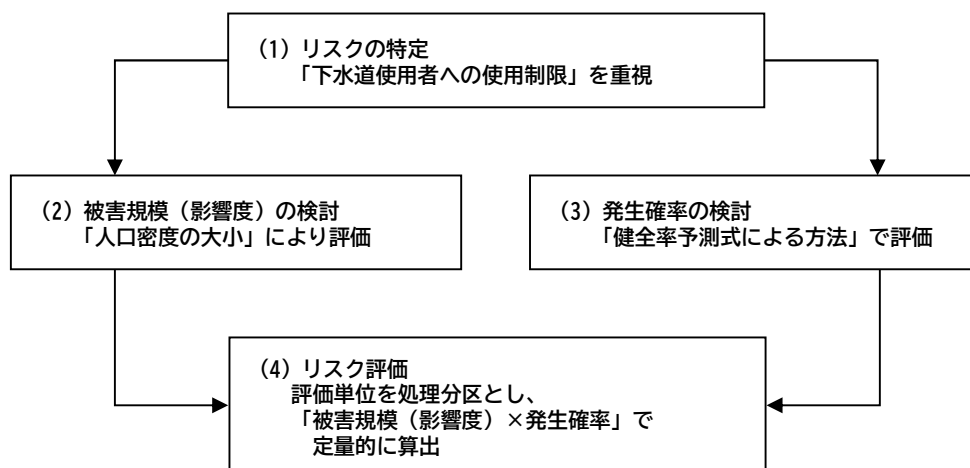 (1) リスクの特定
「下水道使用者への使用制限」を重視
(2) 被害規模（影響度）の検討
「人口密度の大小」により評価
(3) 発生確率の検討
「健全率予測式による方法」で評価
(4) リスク評価
評価単位を処理分区とし、
「被害規模（影響度）×発生確率」で
定量的に算出